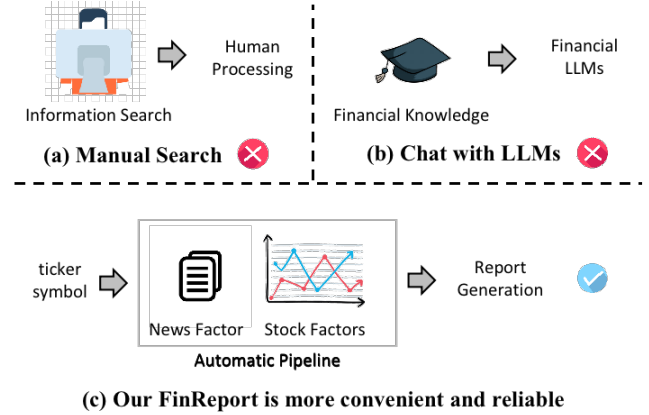 Human
Processing
Information Search
(a) Manual Search
Financial
LLMs
Financial Knowledge
(b) Chat with LLMs
ticker
symbol
News Factor
Stock Factors
Report
Generation
Automatic Pipeline
(c) Our FinReport is more convenient and reliable